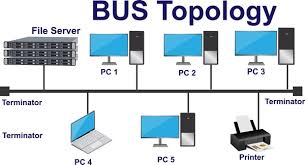 BUS Topology
File Server
PC 1
PC 2
PC 3
Terminator
Terminator
Terminator
PC 4
PC 5
Printer